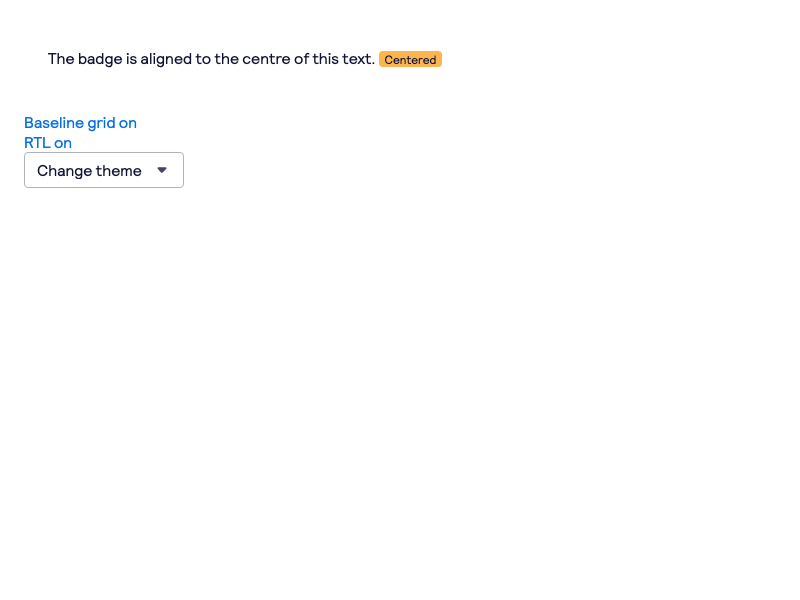 The badge is aligned to the centre of this text. Centered
Baseline grid on
RTL on
Change theme